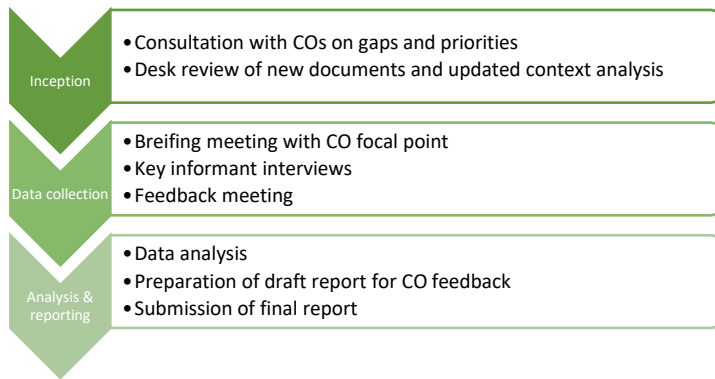 Inception
•Consultation with COs on gaps and priorities
•Desk review of new documents and updated context analysis
Data collection
•Breifing meeting with CO focal point
•Key informant interviews
•Feedback meeting
Analysis &
reporting
•Data analysis
•Preparation of draft report for CO feedback
•Submission of final report